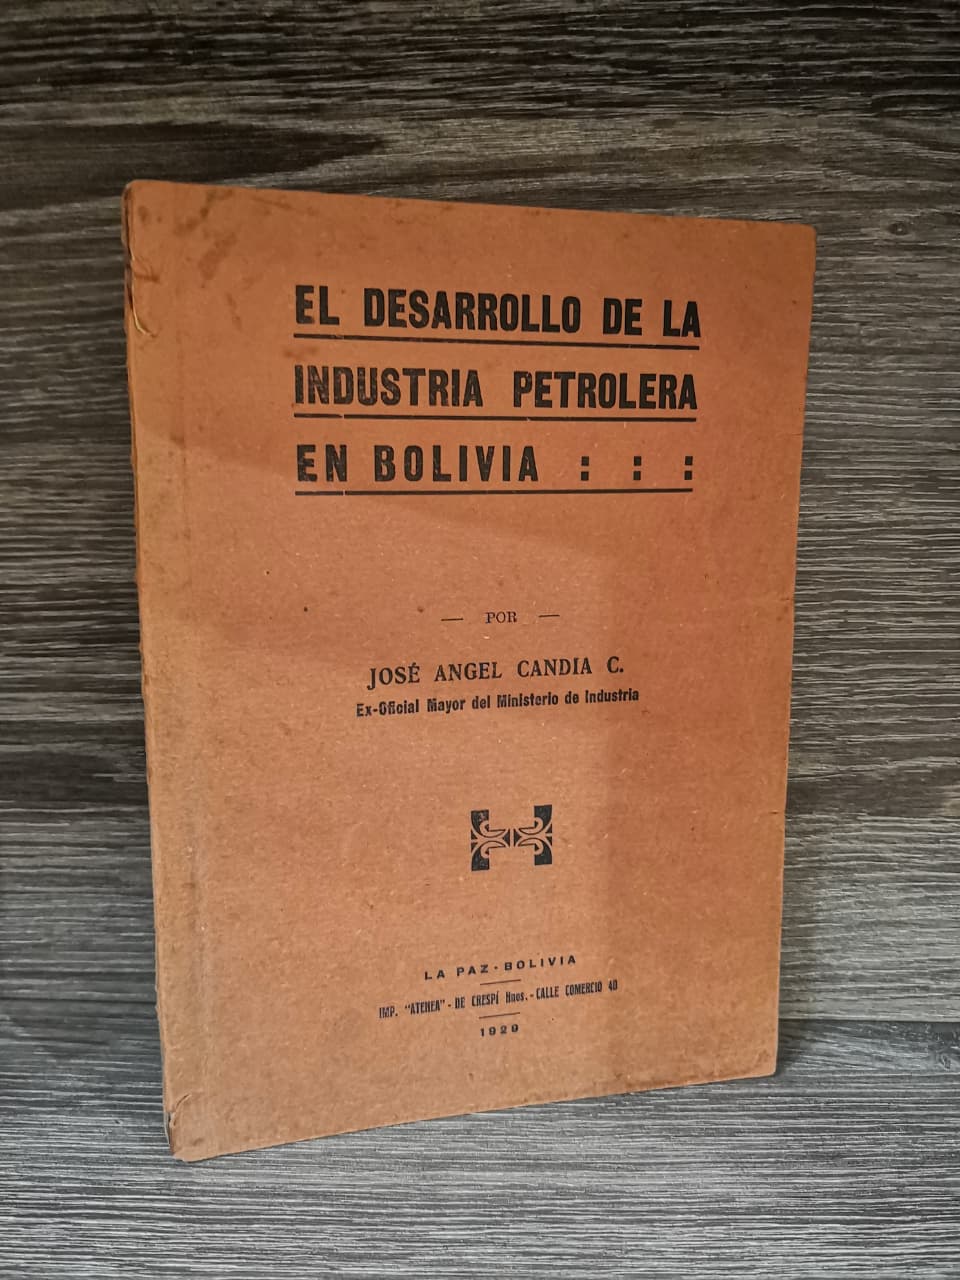 EL DESARROLLO DE LA
INDUSTRIA PETROLERA
EN BOLIVIA : : :
— POR —
JOSÉ ANGEL CANDIA C.
Ex-Oficial Mayor del Ministerio de Industria
LA PAZ - BOLIVIA
IMP. "ATENEA" - DE CRESPÍ Hnos. - CALLE COMERCIO 40
1929